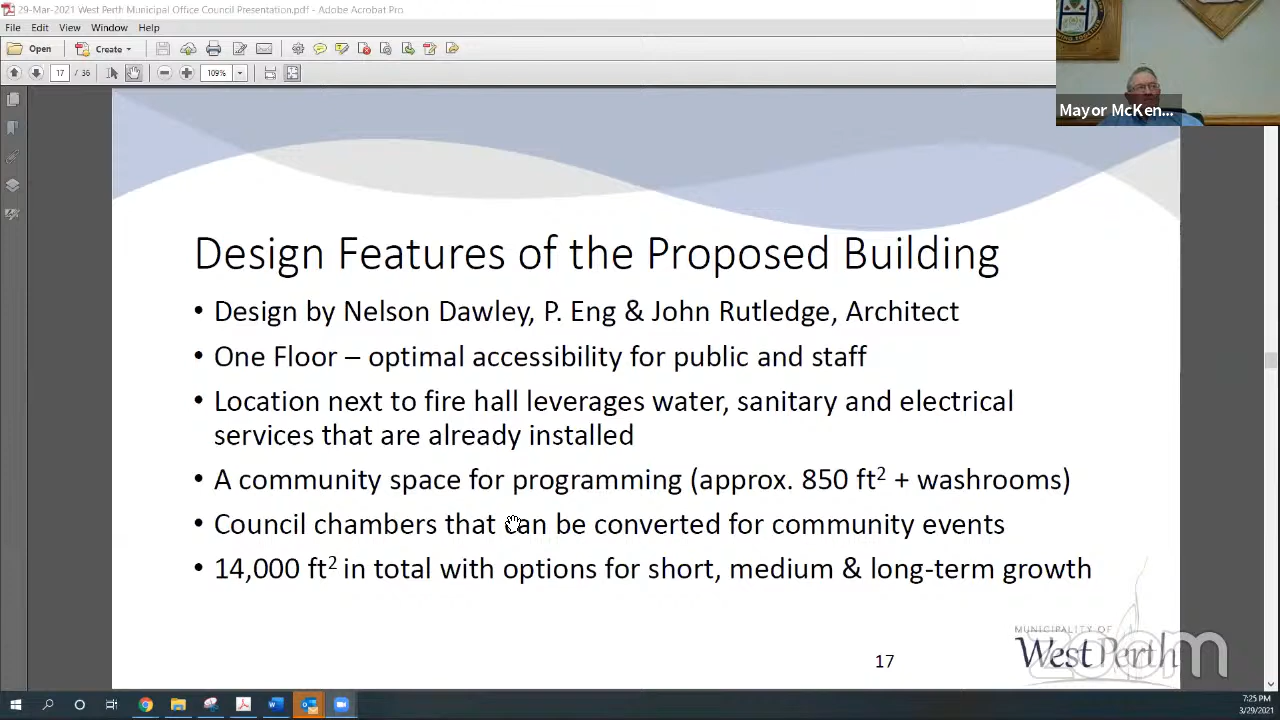 29-Mar-2021 West Perth Municipal Office Council Presentation.pdf - Adobe Acrobat Pro
File Edit View Window Help
Open Create
17 / 36 109%
Mayor McKen...
Design Features of the Proposed Building
• Design by Nelson Dawley, P. Eng & John Rutledge, Architect
• One Floor – optimal accessibility for public and staff
• Location next to fire hall leverages water, sanitary and electrical
services that are already installed
• A community space for programming (approx. 850 ft² + washrooms)
• Council chambers that can be converted for community events
• 14,000 ft² in total with options for short, medium & long-term growth
MUNICIPALITY OF
West Perth
zoom
17
7:25 PM
3/29/2021